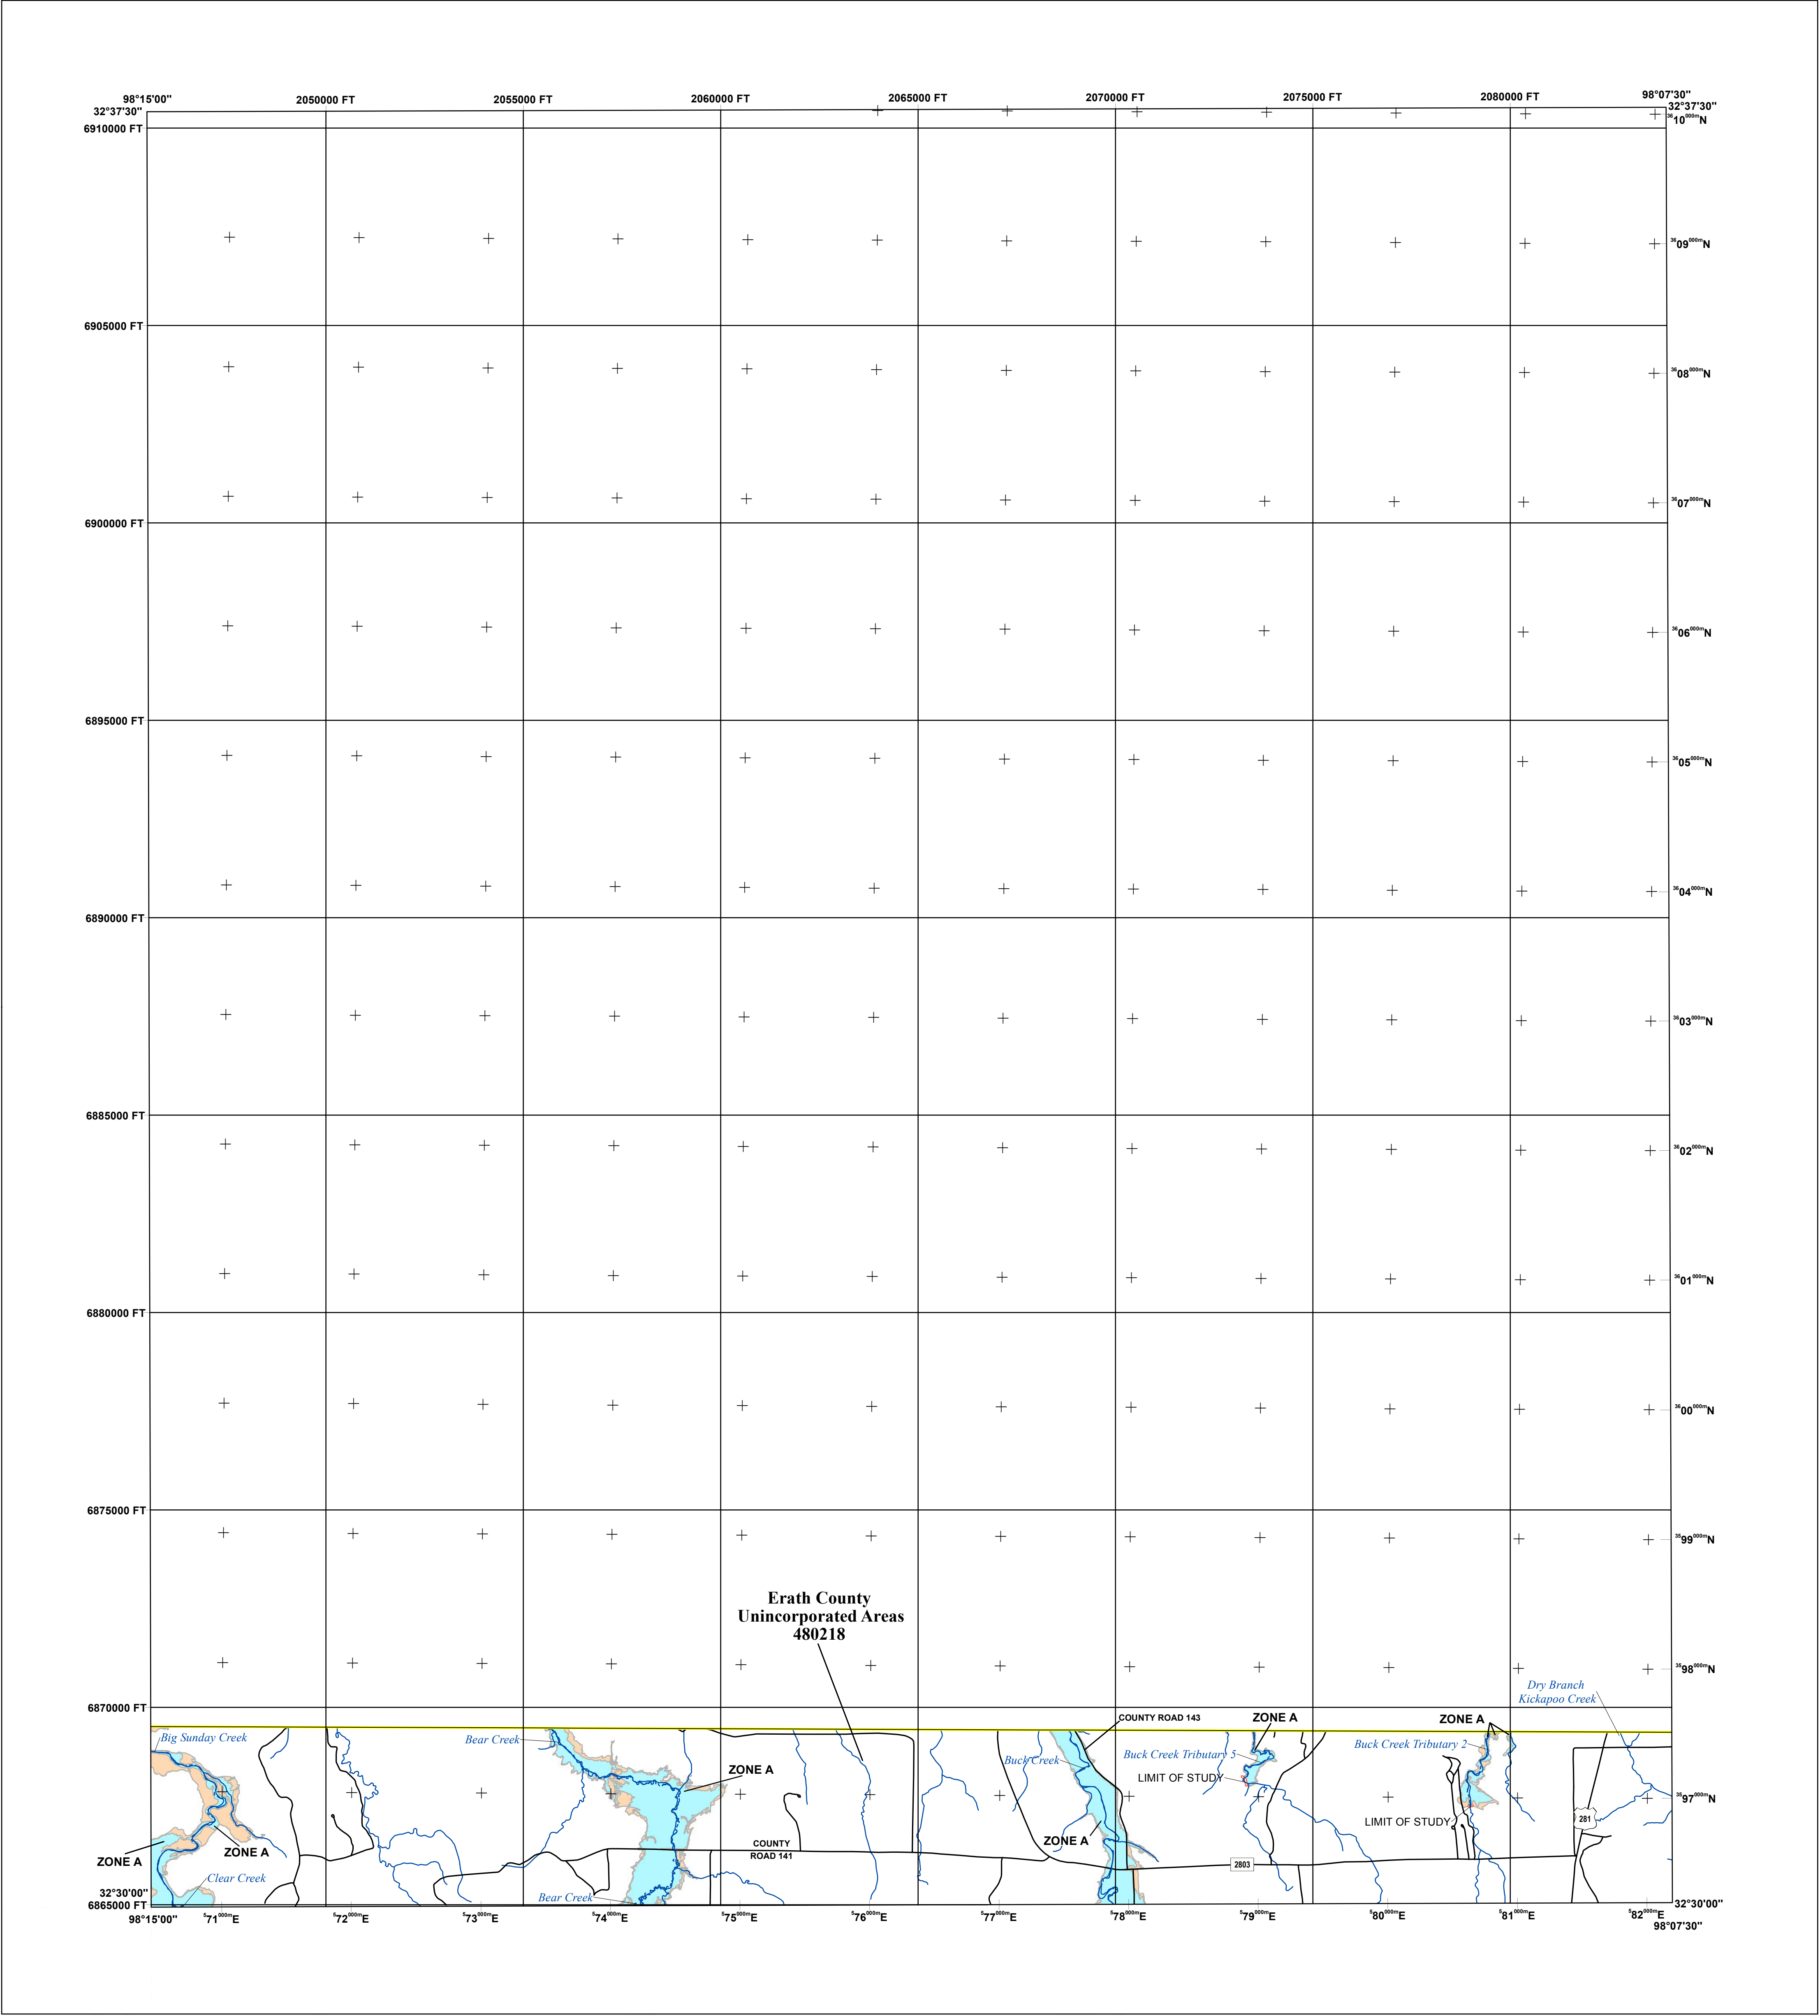 98°15'00"
2050000 FT
2055000 FT
2060000 FT
2065000 FT
2070000 FT
2075000 FT
2080000 FT
98°07'30"
32°37'30"
32°37'30"
6910000 FT
3610000mN
3609000mN
6905000 FT
3608000mN
3607000mN
6900000 FT
3606000mN
6895000 FT
3605000mN
3604000mN
6890000 FT
3603000mN
6885000 FT
3602000mN
3601000mN
6880000 FT
3600000mN
6875000 FT
3599000mN
Erath County
Unincorporated Areas
480218
3598000mN
Dry Branch
Kickapoo Creek
6870000 FT
COUNTY ROAD 143
ZONE A
ZONE A
Big Sunday Creek
Bear Creek
Buck Creek
Buck Creek Tributary 5
Buck Creek Tributary 2
ZONE A
LIMIT OF STUDY
3597000mN
LIMIT OF STUDY
281
ZONE A
COUNTY
ROAD 141
ZONE A
ZONE A
2803
Clear Creek
Bear Creek
32°30'00"
6865000 FT
32°30'00"
98°15'00"
571000mE
572000mE
573000mE
574000mE
575000mE
576000mE
577000mE
578000mE
579000mE
580000mE
581000mE
582000mE
98°07'30"